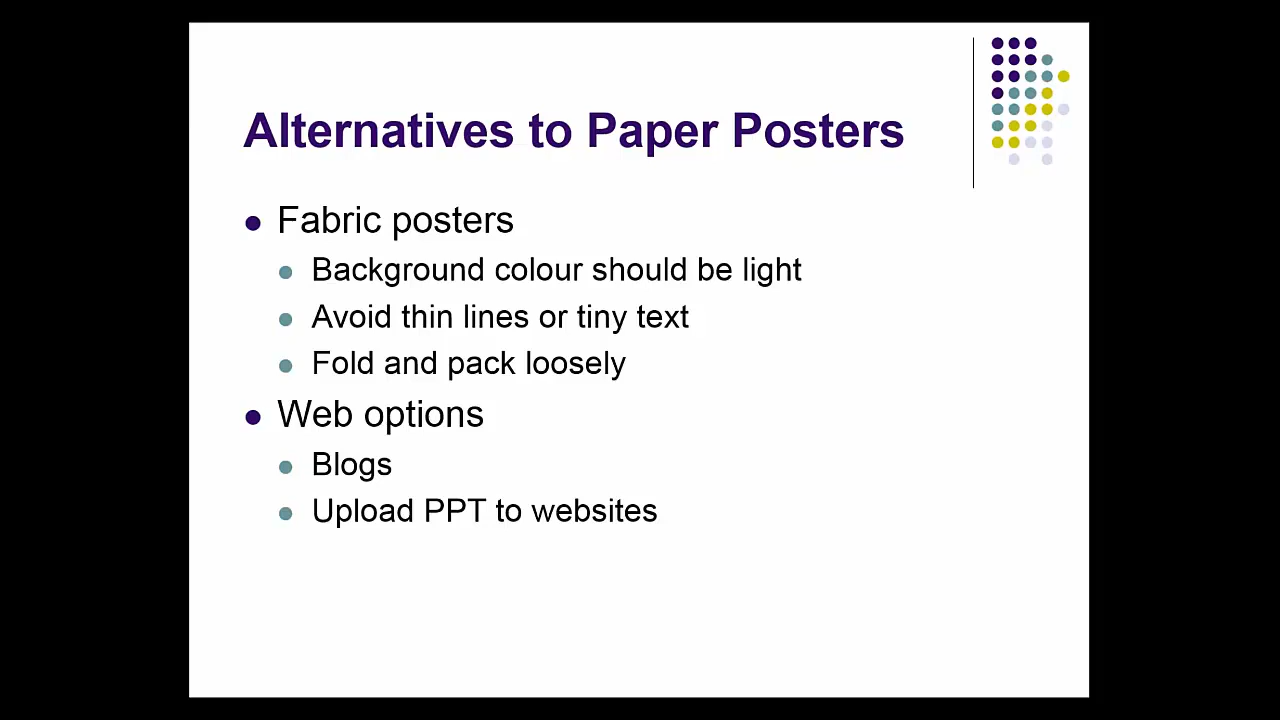 Alternatives to Paper Posters
Fabric posters
Background colour should be light
Avoid thin lines or tiny text
Fold and pack loosely
Web options
Blogs
Upload PPT to websites